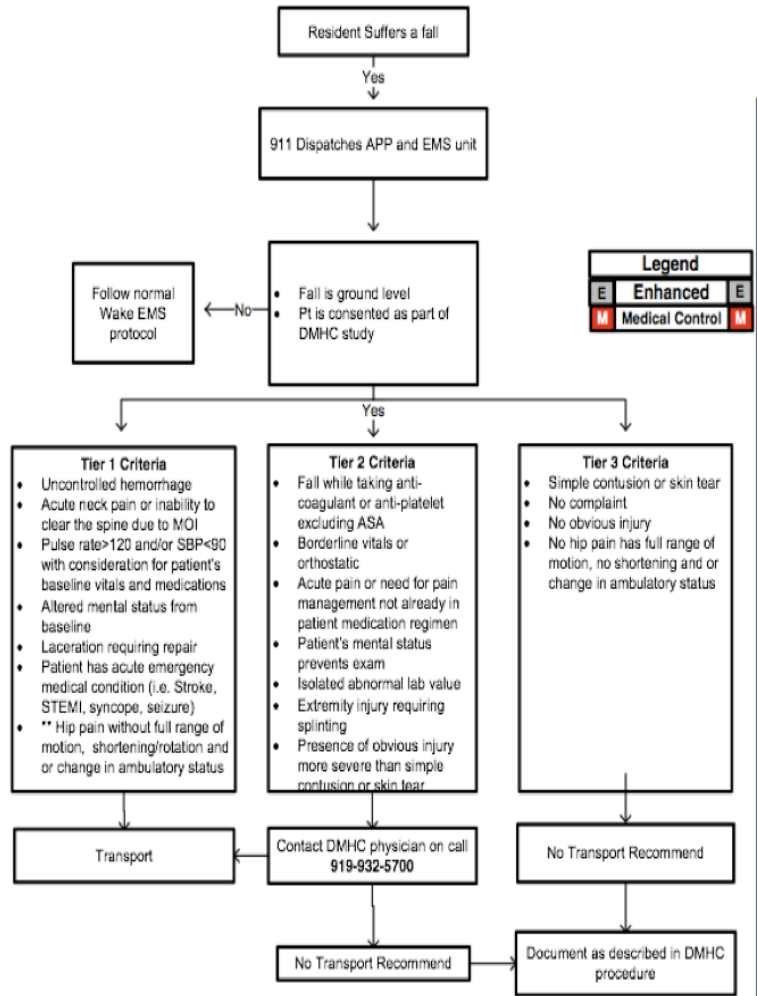 Resident Suffers a fall
Yes
911 Dispatches APP and EMS unit
Follow normal
Wake EMS
protocol
No
• Fall is ground level
• Pt is consented as part of
DMHC study
Legend
E Enhanced E
M Medical Control M
Yes
Tier 1 Criteria
• Uncontrolled hemorrhage
• Acute neck pain or inability to
clear the spine due to MOI
• Pulse rate>120 and/or SBP<90
with consideration for patient's
baseline vitals and medications
• Altered mental status from
baseline
• Laceration requiring repair
• Patient has acute emergency
medical condition (i.e. Stroke,
STEMI, syncope, seizure)
• ** Hip pain without full range of
motion, shortening/rotation and
or change in ambulatory status
Tier 2 Criteria
• Fall while taking anti-
coagulant or anti-platelet
excluding ASA
• Borderline vitals or
orthostatic
• Acute pain or need for pain
management not already in
patient medication regimen
• Patient's mental status
prevents exam
• Isolated abnormal lab value
• Extremity injury requiring
splinting
• Presence of obvious injury
more severe than simple
contusion or skin tear
Tier 3 Criteria
• Simple contusion or skin tear
• No complaint
• No obvious injury
• No hip pain has full range of
motion, no shortening and or
change in ambulatory status
Transport
Contact DMHC physician on call
919-932-5700
No Transport Recommend
No Transport Recommend
Document as described in DMHC
procedure